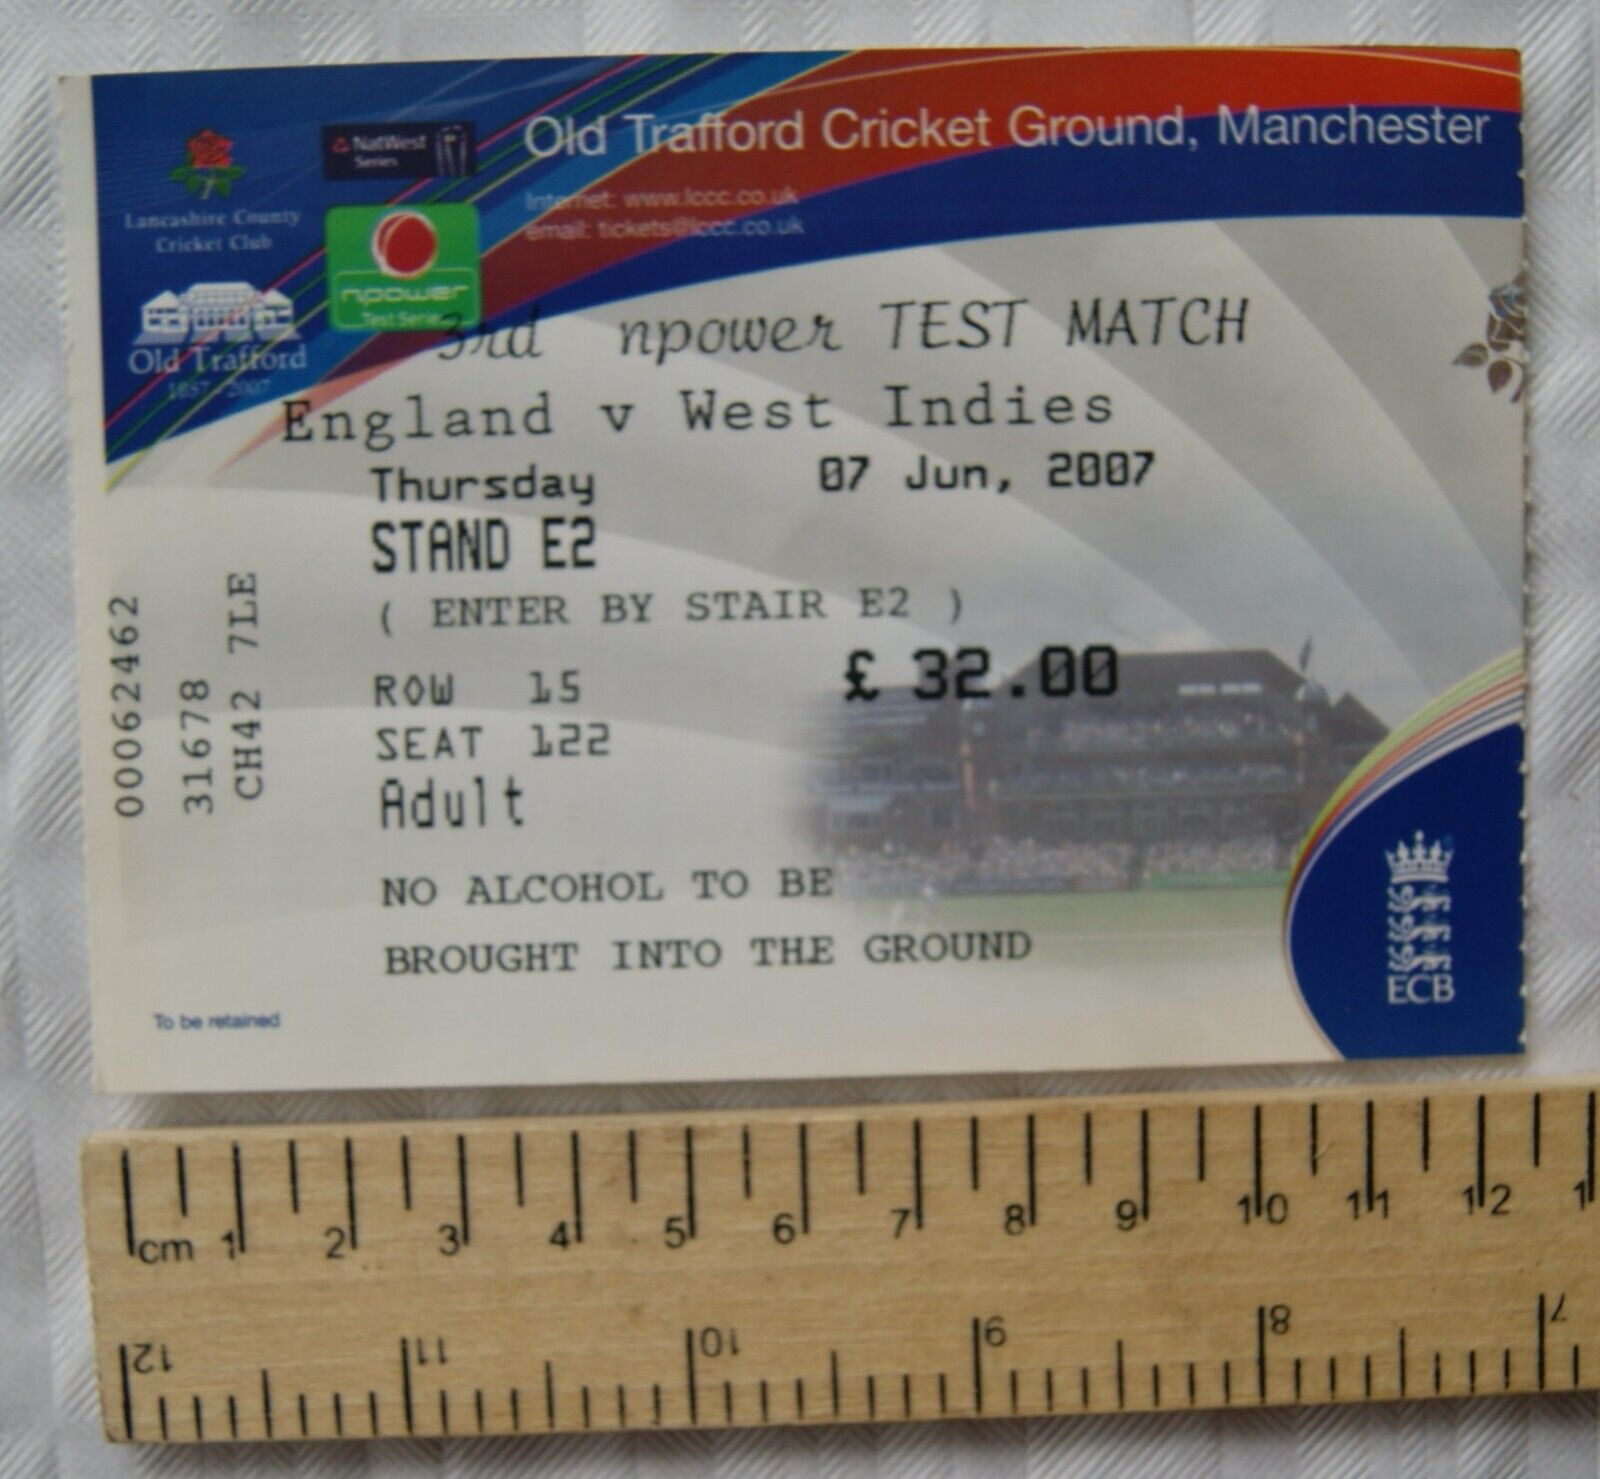 Old Trafford Cricket Ground, Manchester
Internet: www.lccc.co.uk
email: tickets@lccc.co.uk
Lancashire County
Cricket Club
NatWest
Series
npower
Test Series
Old Trafford
1857 - 2007
3rd npower TEST MATCH
England v West Indies
Thursday 07 Jun, 2007
STAND E2
( ENTER BY STAIR E2 )
£ 32.00
ROW 15
SEAT 122
Adult
NO ALCOHOL TO BE
BROUGHT INTO THE GROUND
00062462
31678
CH42 7LE
To be retained
ECB
cm 1 2 3 4 5 6 7 8 9 10 11 12 1
12 11 10 9 8 7